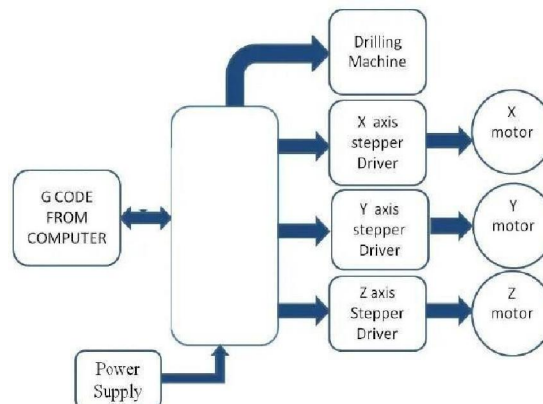 Drilling
Machine
X axis
stepper
Driver
X
motor
G CODE
FROM
COMPUTER
Y axis
stepper
Driver
Y
motor
Z axis
Stepper
Driver
Z
motor
Power
Supply